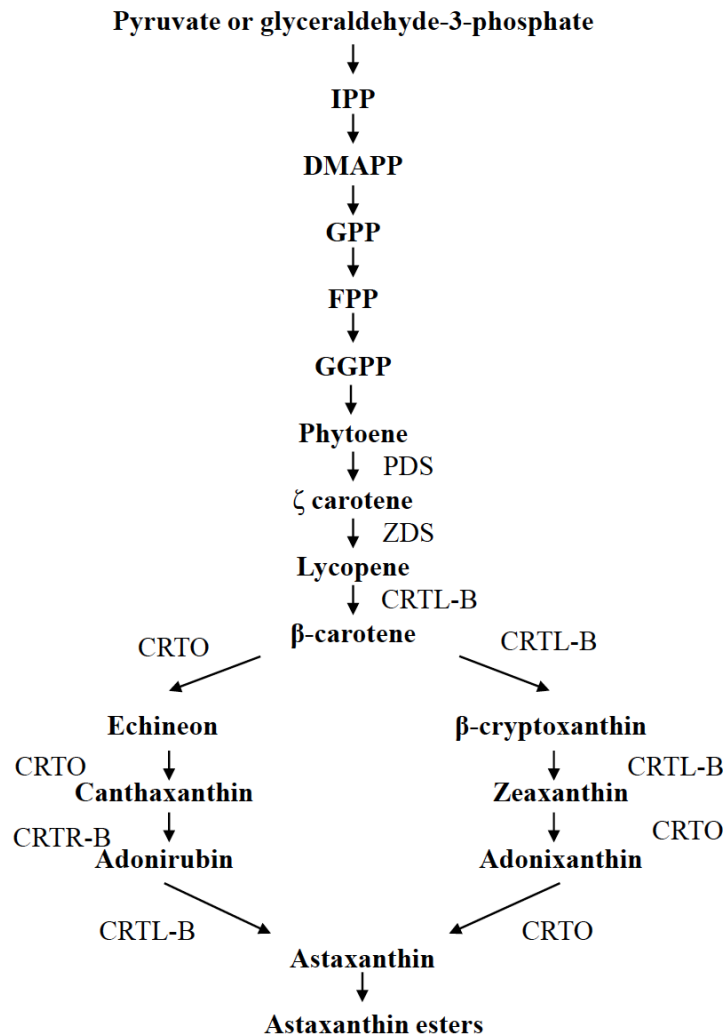 Pyruvate or glyceraldehyde-3-phosphate
IPP
DMAPP
GPP
FPP
GGPP
Phytoene
PDS
ζ carotene
ZDS
Lycopene
CRTL-B
β-carotene
CRTO
CRTL-B
Echineon
β-cryptoxanthin
CRTO
CRTL-B
Canthaxanthin
Zeaxanthin
CRTR-B
CRTO
Adonirubin
Adonixanthin
CRTL-B
CRTO
Astaxanthin
Astaxanthin esters